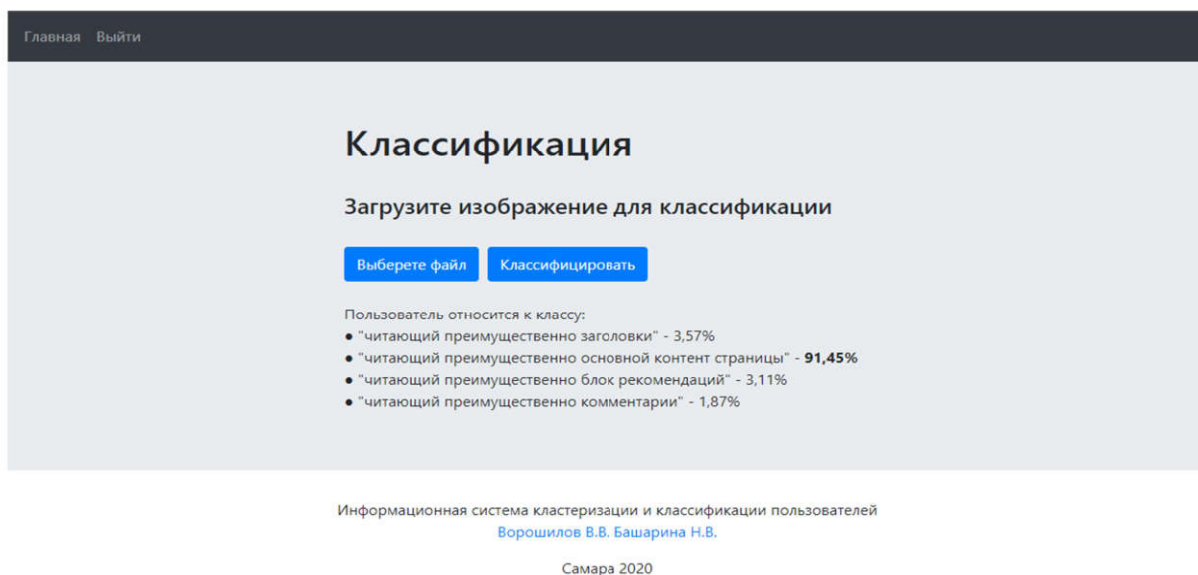 Главная Выйти
Классификация
Загрузите изображение для классификации
Выберете файл Классифицировать
Пользователь относится к классу:
● "читающий преимущественно заголовки" - 3,57%
● "читающий преимущественно основной контент страницы" - 91,45%
● "читающий преимущественно блок рекомендаций" - 3,11%
● "читающий преимущественно комментарии" - 1,87%
Информационная система кластеризации и классификации пользователей
Ворошилов В.В. Башарина Н.В.
Самара 2020